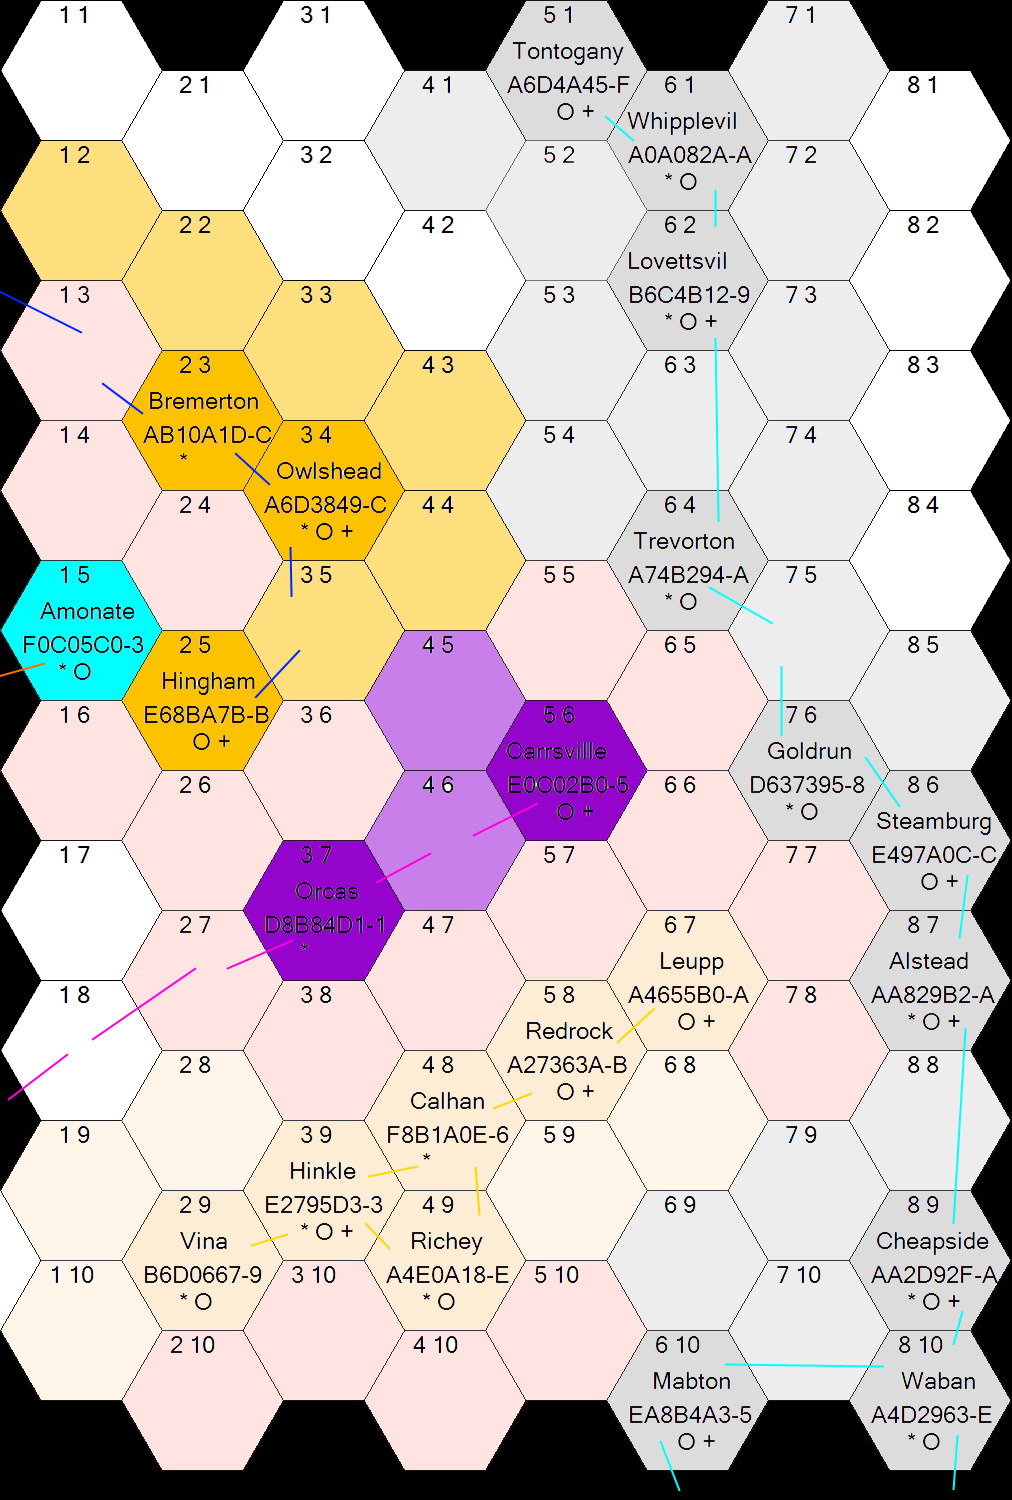 1 1
1 2
1 3
1 4
1 5
Amonate
F0C05C0-3
* O
1 6
1 7
1 8
1 9
1 10
2 1
2 2
2 3
Bremerton
AB10A1D-C
*
2 4
2 5
Hingham
E68BA7B-B
O +
2 6
2 7
2 8
2 9
Vina
B6D0667-9
* O
2 10
3 1
3 2
3 3
3 4
Owlshead
A6D3849-C
* O +
3 5
3 6
3 7
Orcas
D8B84D1-1
*
3 8
3 9
Hinkle
E2795D3-3
* O +
3 10
4 1
4 2
4 3
4 4
4 5
4 6
4 7
4 8
Calhan
F8B1A0E-6
*
4 9
Richey
A4E0A18-E
* O
4 10
5 1
Tontogany
A6D4A45-F
O +
5 2
5 3
5 4
5 5
5 6
Carrsville
E0C02B0-5
O +
5 7
5 8
Redrock
A27363A-B
O +
5 9
5 10
6 1
Whipplevil
A0A082A-A
* O
6 2
Lovettsvil
B6C4B12-9
* O +
6 3
6 4
Trevorton
A74B294-A
* O
6 5
6 6
6 7
Leupp
A4655B0-A
O +
6 8
6 9
6 10
Mabton
EA8B4A3-5
O +
7 1
7 2
7 3
7 4
7 5
7 6
Goldrun
D637395-8
* O
7 7
7 8
7 9
7 10
8 1
8 2
8 3
8 4
8 5
8 6
Steamburg
E497A0C-C
O +
8 7
Alstead
AA829B2-A
* O +
8 8
8 9
Cheapside
AA2D92F-A
* O +
8 10
Waban
A4D2963-E
* O